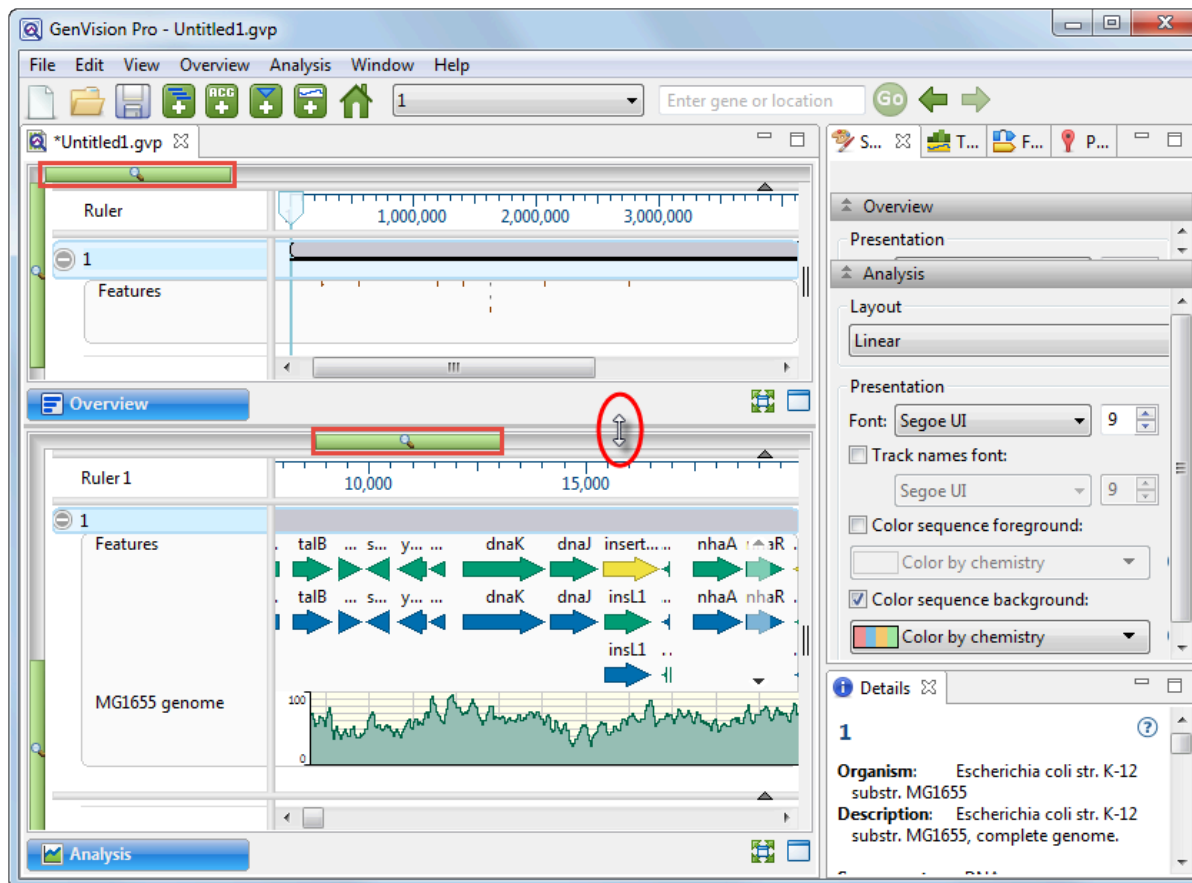 GenVision Pro - Untitled1.gvp
File Edit View Overview Analysis Window Help
ACG 1 Enter gene or location Go
*Untitled1.gvp
S... T... F... P...
Ruler 1,000,000 2,000,000 3,000,000
1
Features
Overview
Ruler 1 10,000 15,000
1
Features
. talB ... s... y... ... dnaK dnaJ insert... ... nhaA
. talB ... s... y... ... dnaK dnaJ insL1 ... nhaA nhaR .
insL1 ..
MG1655 genome 100
0
Analysis
Overview
Presentation
Analysis
Layout
Linear
Presentation
Font: Segoe UI 9
Track names font:
Segoe UI 9
Color sequence foreground:
Color by chemistry
Color sequence background:
Color by chemistry
Details
1 ?
Organism: Escherichia coli str. K-12
substr. MG1655
Description: Escherichia coli str. K-12
substr. MG1655, complete genome.